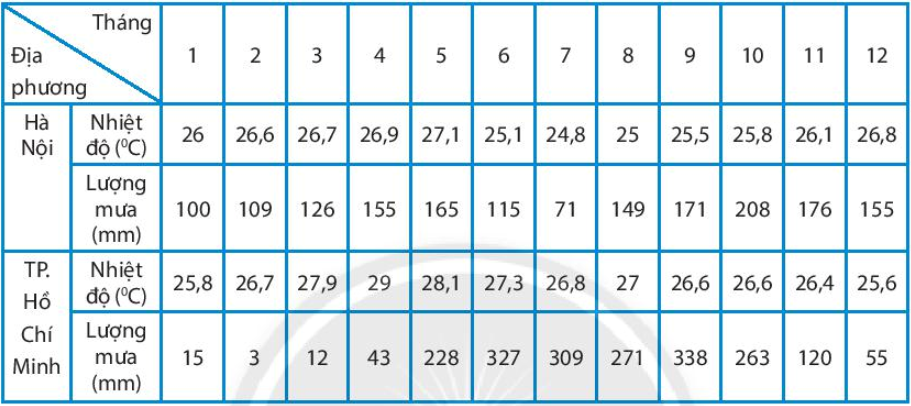 Tháng
Địa
phương
1 2 3 4 5 6 7 8 9 10 11 12
Hà
Nội
Nhiệt
độ (⁰C)
26 26,6 26,7 26,9 27,1 25,1 24,8 25 25,5 25,8 26,1 26,8
Lượng
mưa
(mm)
100 109 126 155 165 115 71 149 171 208 176 155
TP.
Hồ
Chí
Minh
Nhiệt
độ (⁰C)
25,8 26,7 27,9 29 28,1 27,3 26,8 27 26,6 26,6 26,4 25,6
Lượng
mưa
(mm)
15 3 12 43 228 327 309 271 338 263 120 55